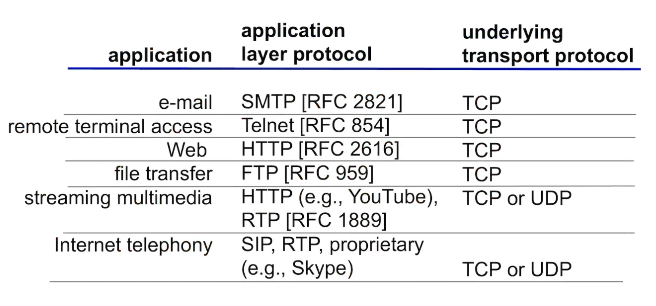 application application layer protocol underlying transport protocol
e-mail SMTP [RFC 2821] TCP
remote terminal access Telnet [RFC 854] TCP
Web HTTP [RFC 2616] TCP
file transfer FTP [RFC 959] TCP
streaming multimedia HTTP (e.g., YouTube), TCP or UDP
RTP [RFC 1889]
Internet telephony SIP, RTP, proprietary
(e.g., Skype) TCP or UDP